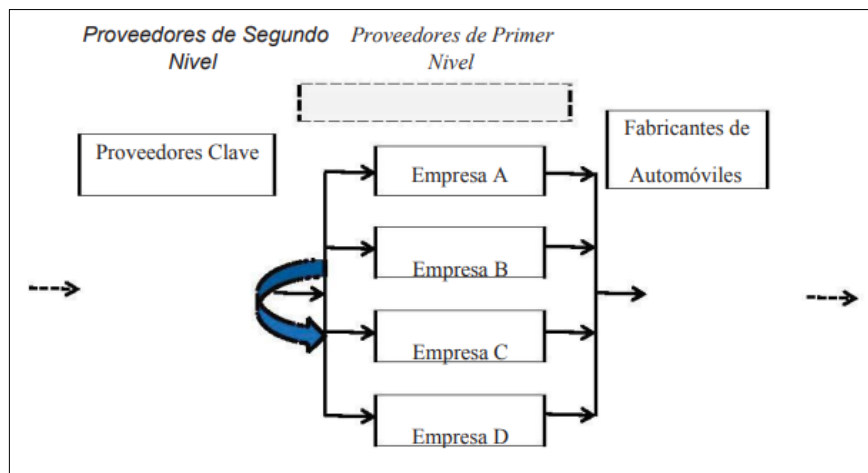 Proveedores de Segundo
Nivel
Proveedores de Primer
Nivel
Proveedores Clave
Fabricantes de
Automóviles
Empresa A
Empresa B
Empresa C
Empresa D